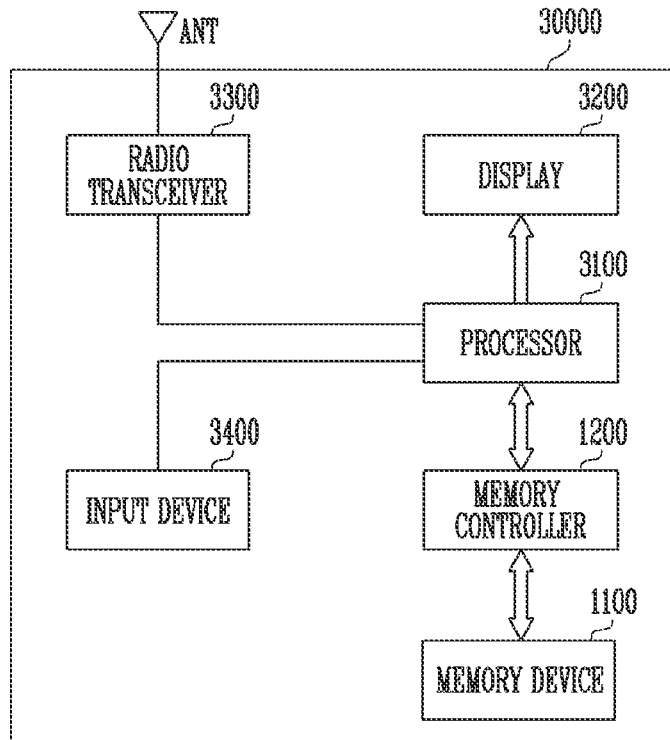 ANT
30000
3300
RADIO
TRANSCEIVER
3200
DISPLAY
3100
PROCESSOR
3400
INPUT DEVICE
1200
MEMORY
CONTROLLER
1100
MEMORY DEVICE